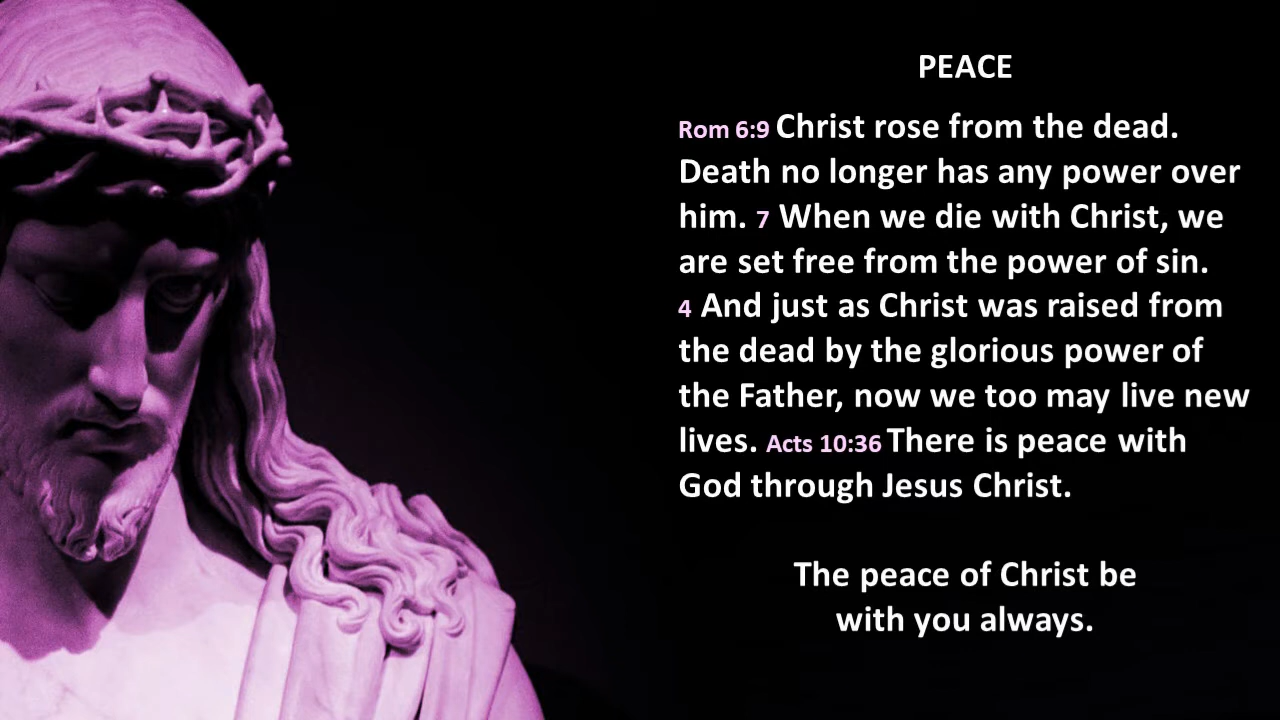 PEACE
Rom 6:9 Christ rose from the dead.
Death no longer has any power over
him. 7 When we die with Christ, we
are set free from the power of sin.
4 And just as Christ was raised from
the dead by the glorious power of
the Father, now we too may live new
lives. Acts 10:36 There is peace with
God through Jesus Christ.
The peace of Christ be
with you always.